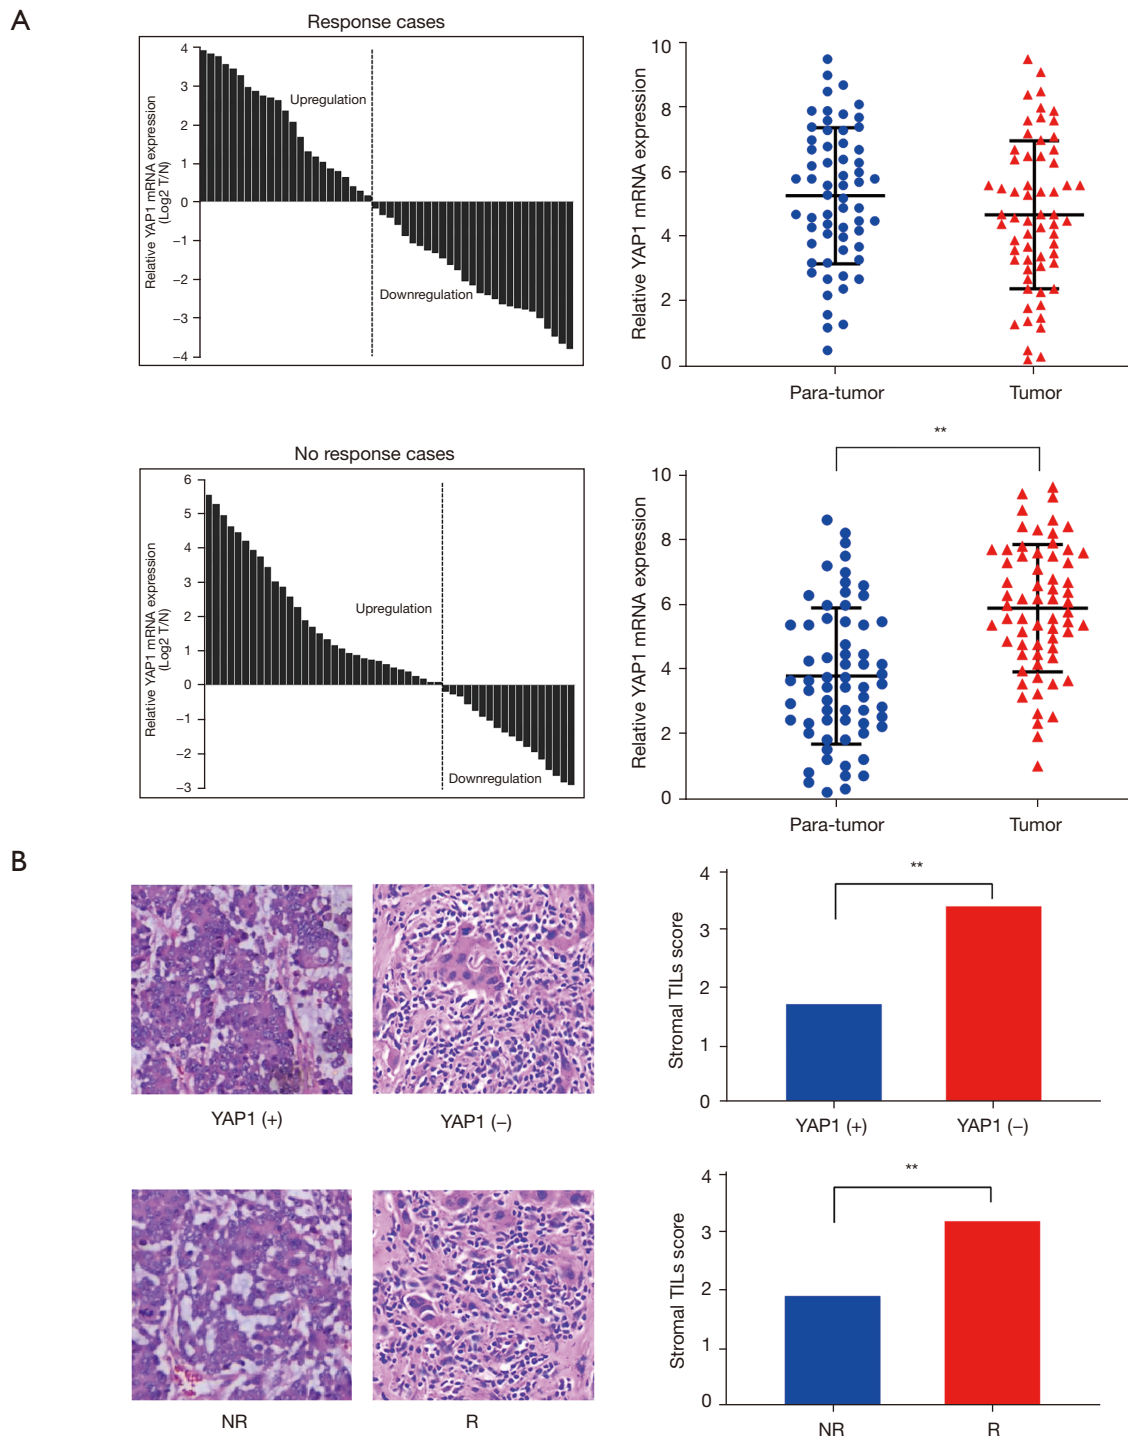 A
Response cases
Relative YAP1 mRNA expression
(Log2 T/N)
4
3
2
1
0
−1
−2
−3
−4
Upregulation
Downregulation
Relative YAP1 mRNA expression
10
8
6
4
2
0
Para-tumor
Tumor
No response cases
Relative YAP1 mRNA expression
(Log2 T/N)
6
5
4
3
2
1
0
−1
−2
−3
Upregulation
Downregulation
**
Relative YAP1 mRNA expression
10
8
6
4
2
0
Para-tumor
Tumor
B
YAP1 (+)
YAP1 (−)
**
Stromal TILs score
4
3
2
1
0
YAP1 (+)
YAP1 (−)
NR
R
**
Stromal TILs score
4
3
2
1
0
NR
R